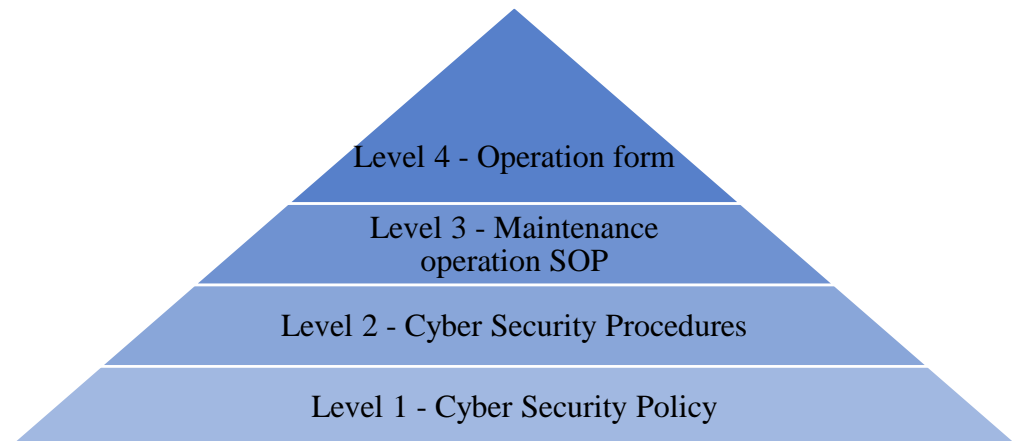 Level 4 - Operation form
Level 3 - Maintenance
operation SOP
Level 2 - Cyber Security Procedures
Level 1 - Cyber Security Policy